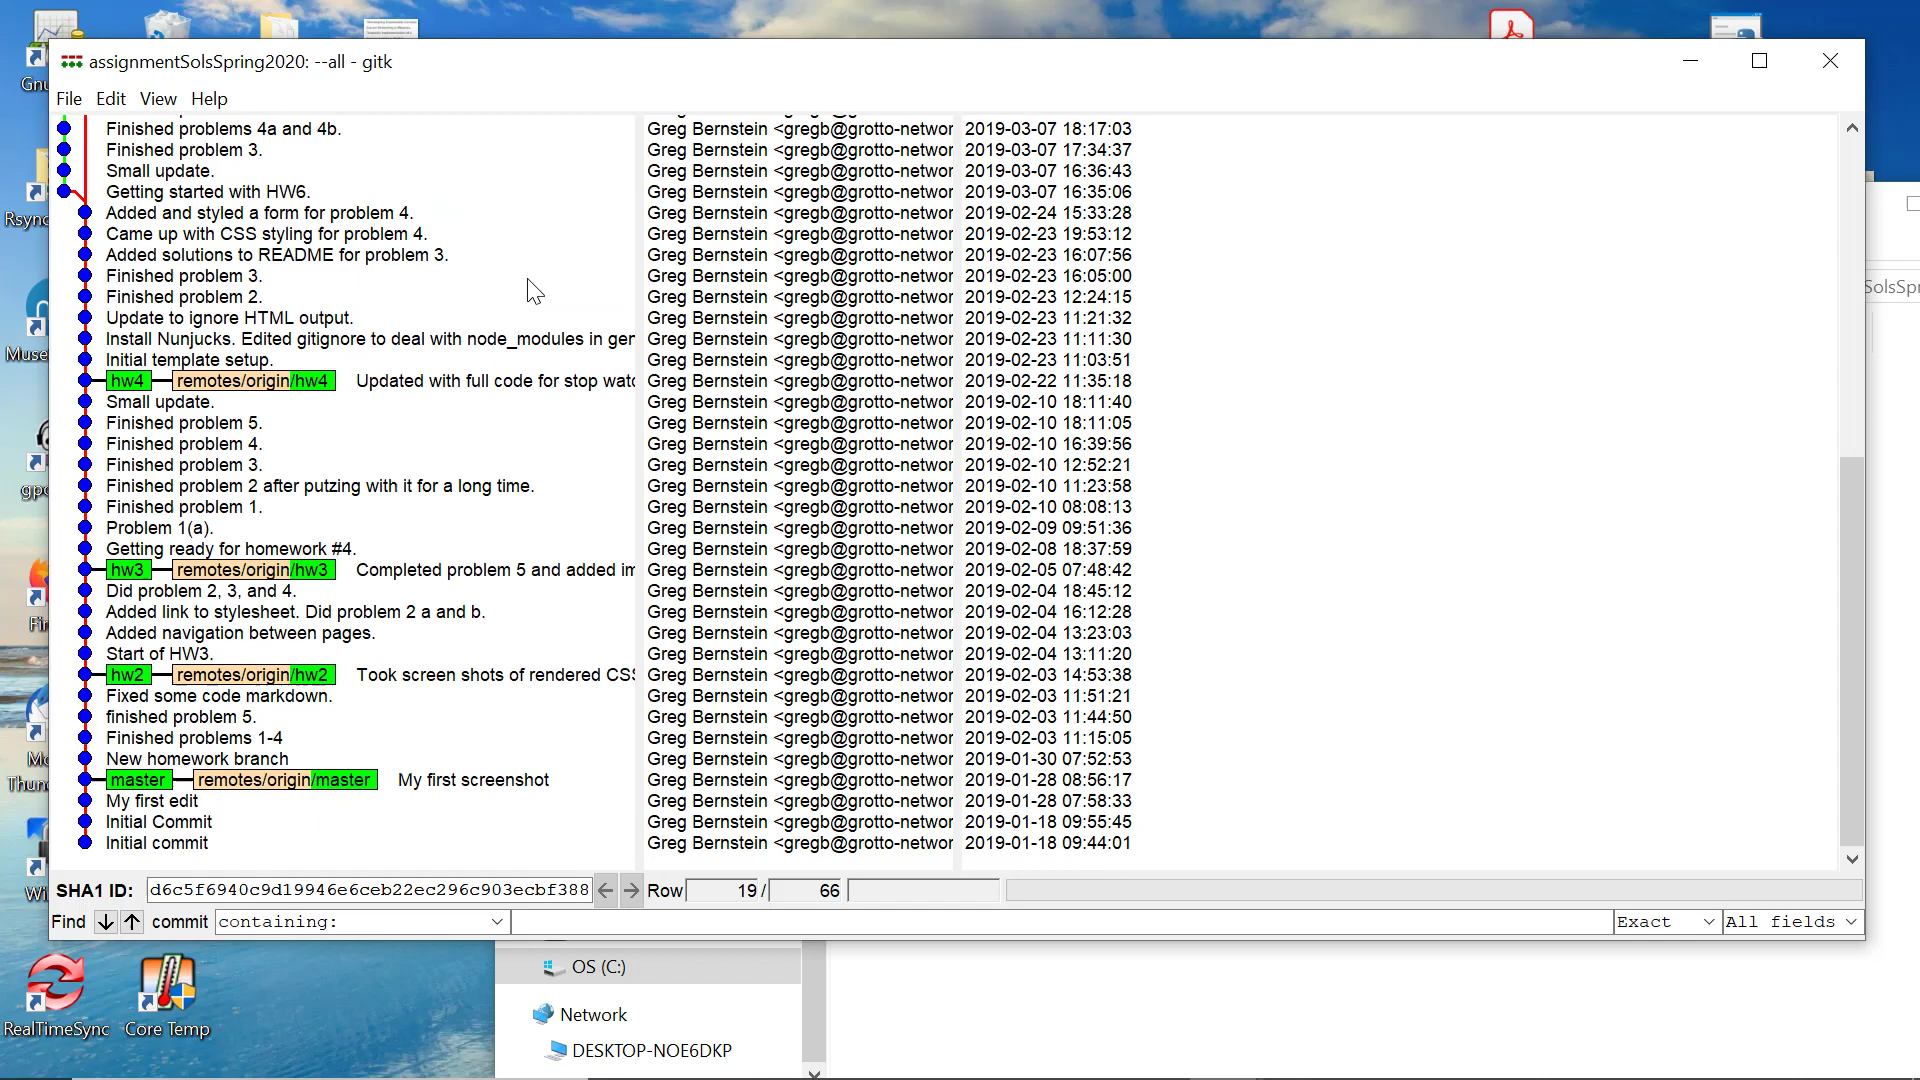 assignmentSolsSpring2020: --all - gitk
File Edit View Help
Finished problems 4a and 4b. Greg Bernstein <gregb@grotto-networ 2019-03-07 18:17:03
Finished problem 3. Greg Bernstein <gregb@grotto-networ 2019-03-07 17:34:37
Small update. Greg Bernstein <gregb@grotto-networ 2019-03-07 16:36:43
Getting started with HW6. Greg Bernstein <gregb@grotto-networ 2019-03-07 16:35:06
Added and styled a form for problem 4. Greg Bernstein <gregb@grotto-networ 2019-02-24 15:33:28
Came up with CSS styling for problem 4. Greg Bernstein <gregb@grotto-networ 2019-02-23 19:53:12
Added solutions to README for problem 3. Greg Bernstein <gregb@grotto-networ 2019-02-23 16:07:56
Finished problem 3. Greg Bernstein <gregb@grotto-networ 2019-02-23 16:05:00
Finished problem 2. Greg Bernstein <gregb@grotto-networ 2019-02-23 12:24:15
Update to ignore HTML output. Greg Bernstein <gregb@grotto-networ 2019-02-23 11:21:32
Install Nunjucks. Edited gitignore to deal with node_modules in ger Greg Bernstein <gregb@grotto-networ 2019-02-23 11:11:30
Initial template setup. Greg Bernstein <gregb@grotto-networ 2019-02-23 11:03:51
hw4 remotes/origin/hw4 Updated with full code for stop watc Greg Bernstein <gregb@grotto-networ 2019-02-22 11:35:18
Small update. Greg Bernstein <gregb@grotto-networ 2019-02-10 18:11:40
Finished problem 5. Greg Bernstein <gregb@grotto-networ 2019-02-10 18:11:05
Finished problem 4. Greg Bernstein <gregb@grotto-networ 2019-02-10 16:39:56
Finished problem 3. Greg Bernstein <gregb@grotto-networ 2019-02-10 12:52:21
Finished problem 2 after putzing with it for a long time. Greg Bernstein <gregb@grotto-networ 2019-02-10 11:23:58
Finished problem 1. Greg Bernstein <gregb@grotto-networ 2019-02-10 08:08:13
Problem 1(a). Greg Bernstein <gregb@grotto-networ 2019-02-09 09:51:36
Getting ready for homework #4. Greg Bernstein <gregb@grotto-networ 2019-02-08 18:37:59
hw3 remotes/origin/hw3 Completed problem 5 and added im Greg Bernstein <gregb@grotto-networ 2019-02-05 07:48:42
Did problem 2, 3, and 4. Greg Bernstein <gregb@grotto-networ 2019-02-04 18:45:12
Added link to stylesheet. Did problem 2 a and b. Greg Bernstein <gregb@grotto-networ 2019-02-04 16:12:28
Added navigation between pages. Greg Bernstein <gregb@grotto-networ 2019-02-04 13:23:03
Start of HW3. Greg Bernstein <gregb@grotto-networ 2019-02-04 13:11:20
hw2 remotes/origin/hw2 Took screen shots of rendered CSS Greg Bernstein <gregb@grotto-networ 2019-02-03 14:53:38
Fixed some code markdown. Greg Bernstein <gregb@grotto-networ 2019-02-03 11:51:21
finished problem 5. Greg Bernstein <gregb@grotto-networ 2019-02-03 11:44:50
Finished problems 1-4 Greg Bernstein <gregb@grotto-networ 2019-02-03 11:15:05
New homework branch Greg Bernstein <gregb@grotto-networ 2019-01-30 07:52:53
master remotes/origin/master My first screenshot Greg Bernstein <gregb@grotto-networ 2019-01-28 08:56:17
My first edit Greg Bernstein <gregb@grotto-networ 2019-01-28 07:58:33
Initial Commit Greg Bernstein <gregb@grotto-networ 2019-01-18 09:55:45
Initial commit Greg Bernstein <gregb@grotto-networ 2019-01-18 09:44:01
SHA1 ID: d6c5f6940c9d19946e6ceb22ec296c903ecbf388 Row 19 / 66
Find commit containing: Exact All fields
Gnu
Rsync
Muse
gpo
Fir
Mo
Thun
Wi
SolsSpr
RealTimeSync
Core Temp
OS (C:)
Network
DESKTOP-NOE6DKP